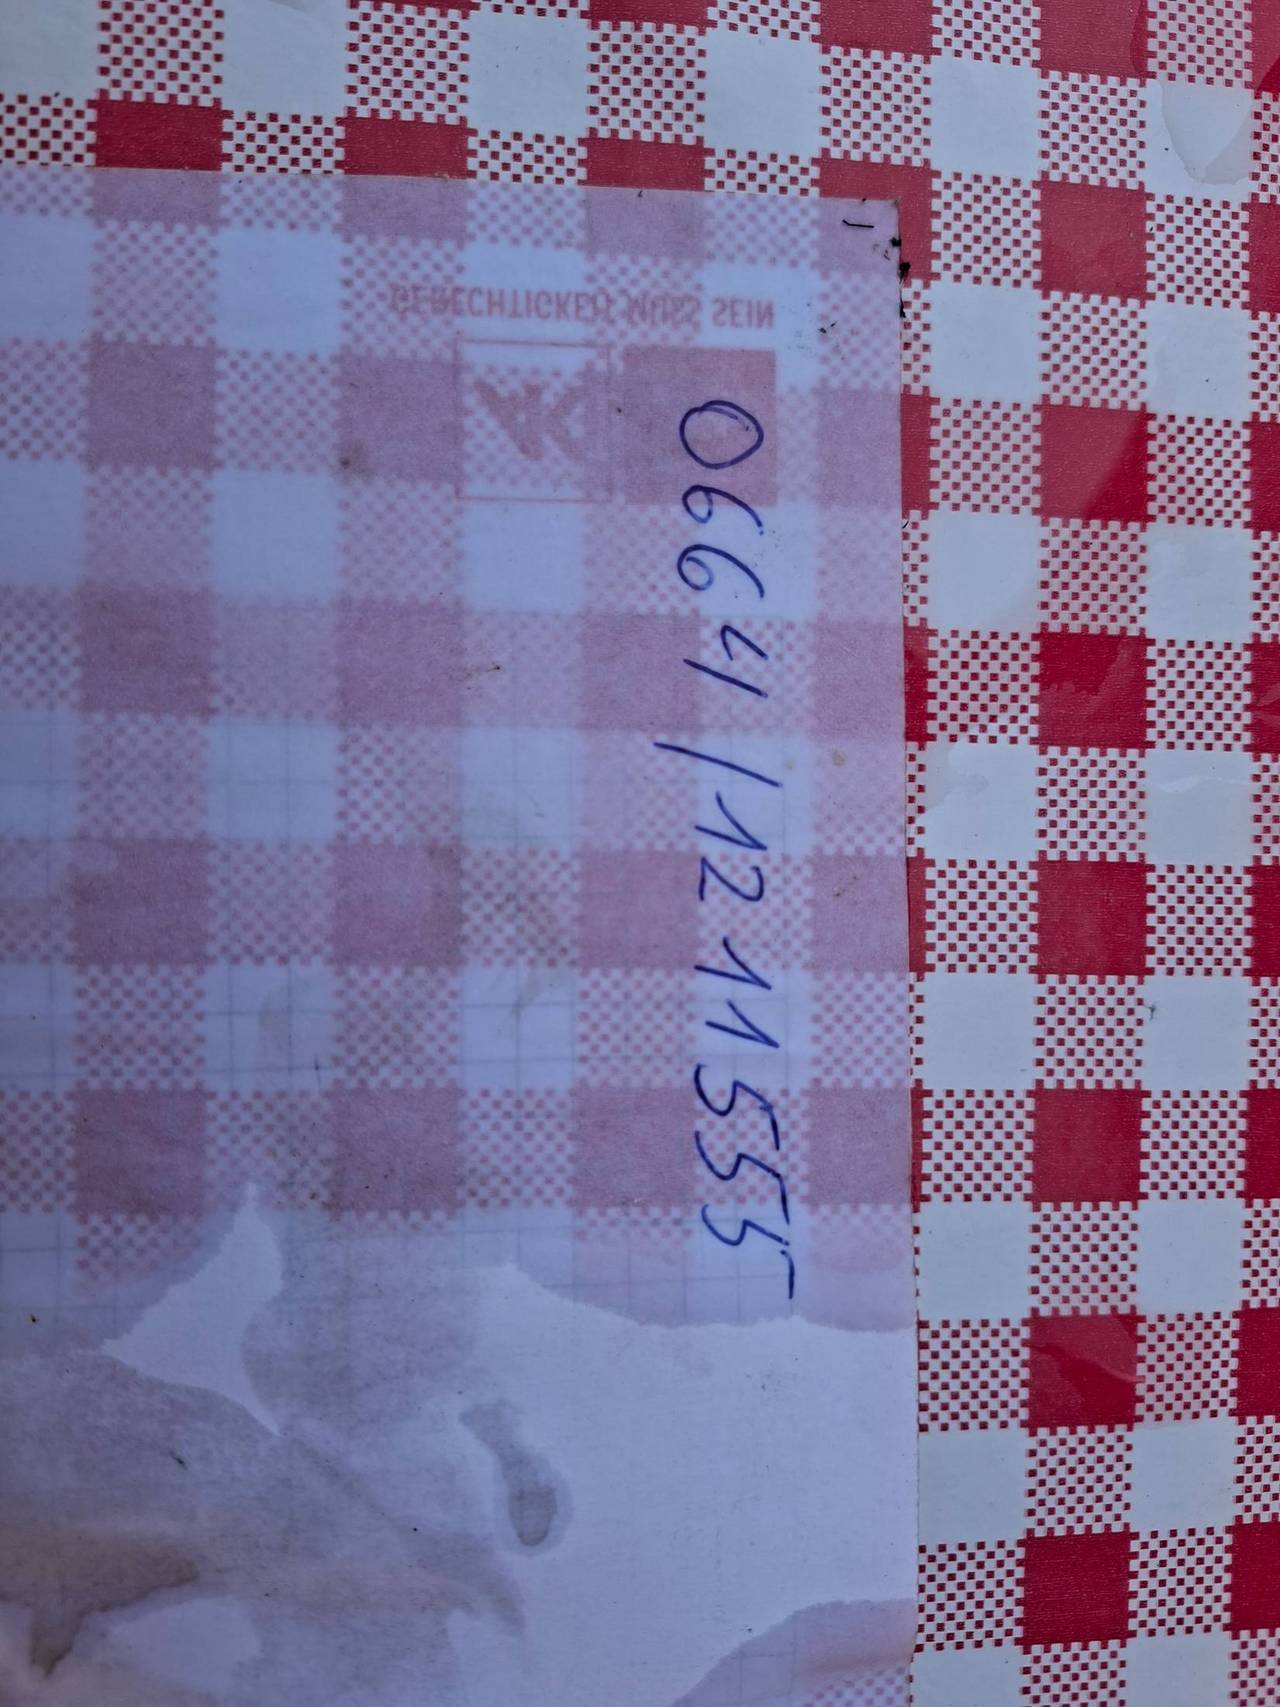 0664/1211555
GERECHTIGKEIT MUSS SEIN
AK